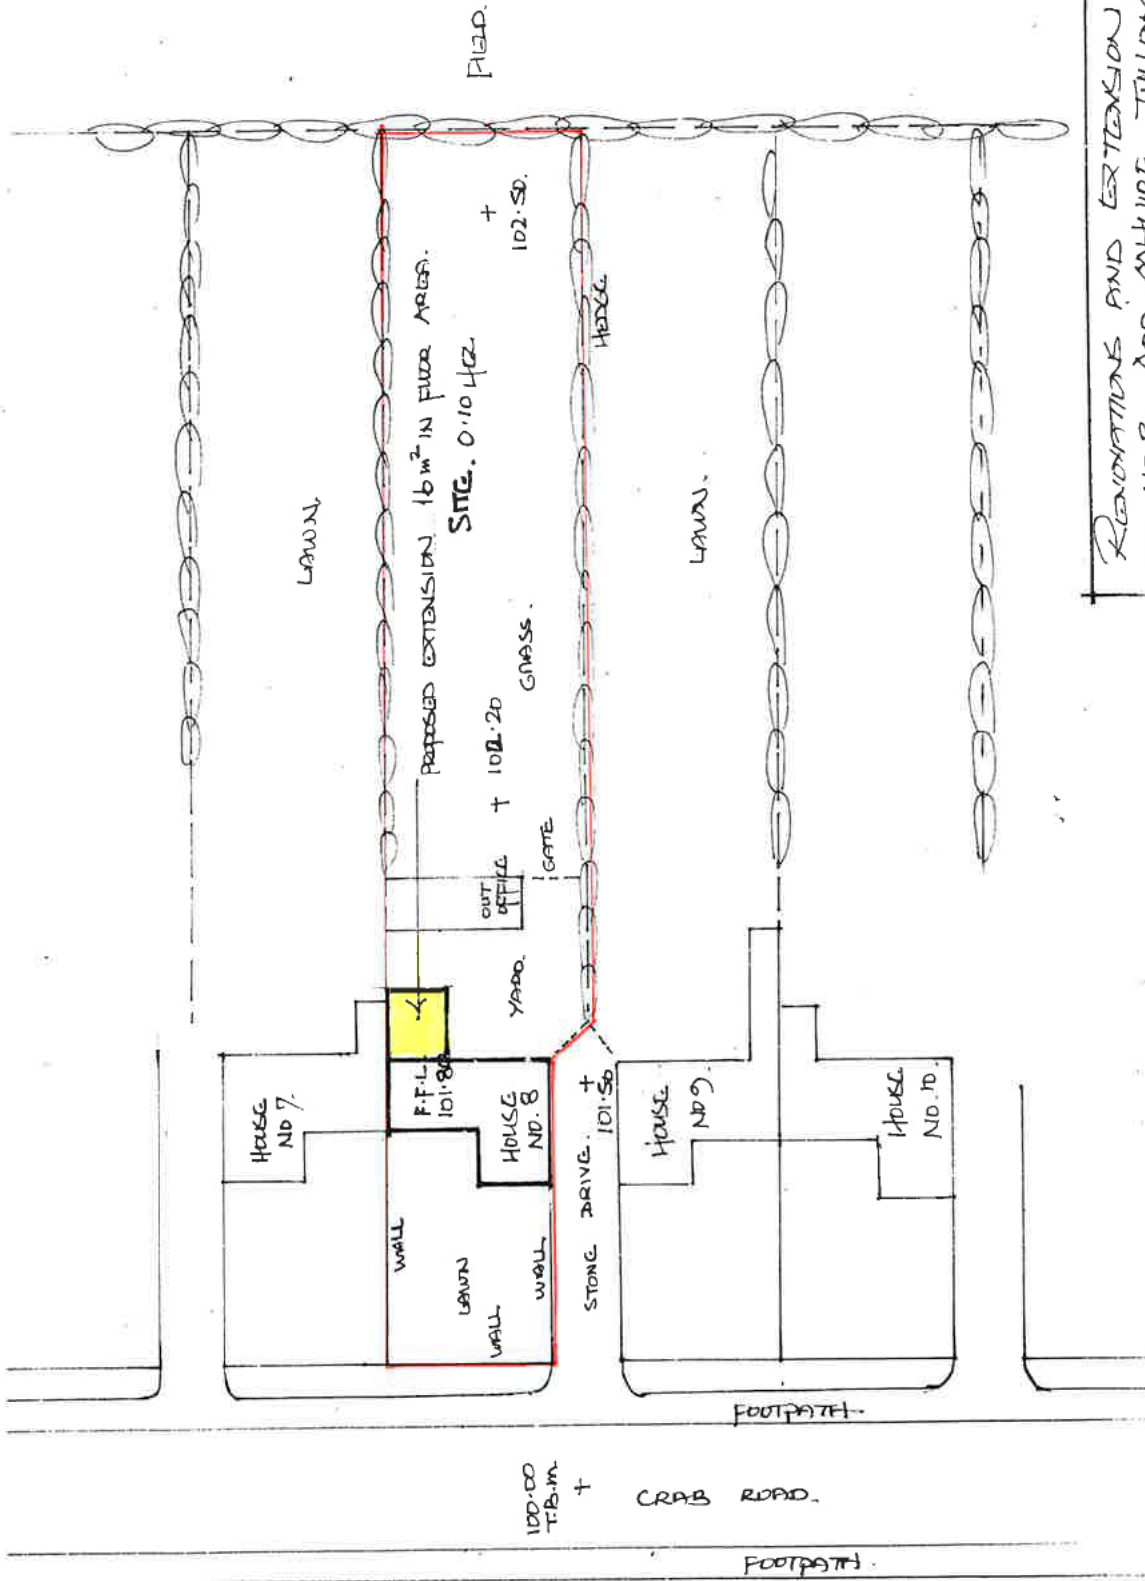 FIELD.
102.50.
+
HEDGE
PROPOSED EXTENSION 16m² IN FLOOR AREA.
SITE. 0.10 HCZ
LAWN.
LAWN.
GRASS.
+ 102.20
GATE
OUT
OFFICE
YARD.
F.F.L.
101.80
HOUSE
NO 7.
HOUSE
NO. 8
HOUSE
NO 9.
HOUSE
NO. 10.
STONE DRIVE. +
101.50
WALL
LAWN
WALL
WALL
FOOTPATH.
100.00
T.B.m
+
CRAB ROAD.
FOOTPATH.
RENOVATIONS AND EXTENSION